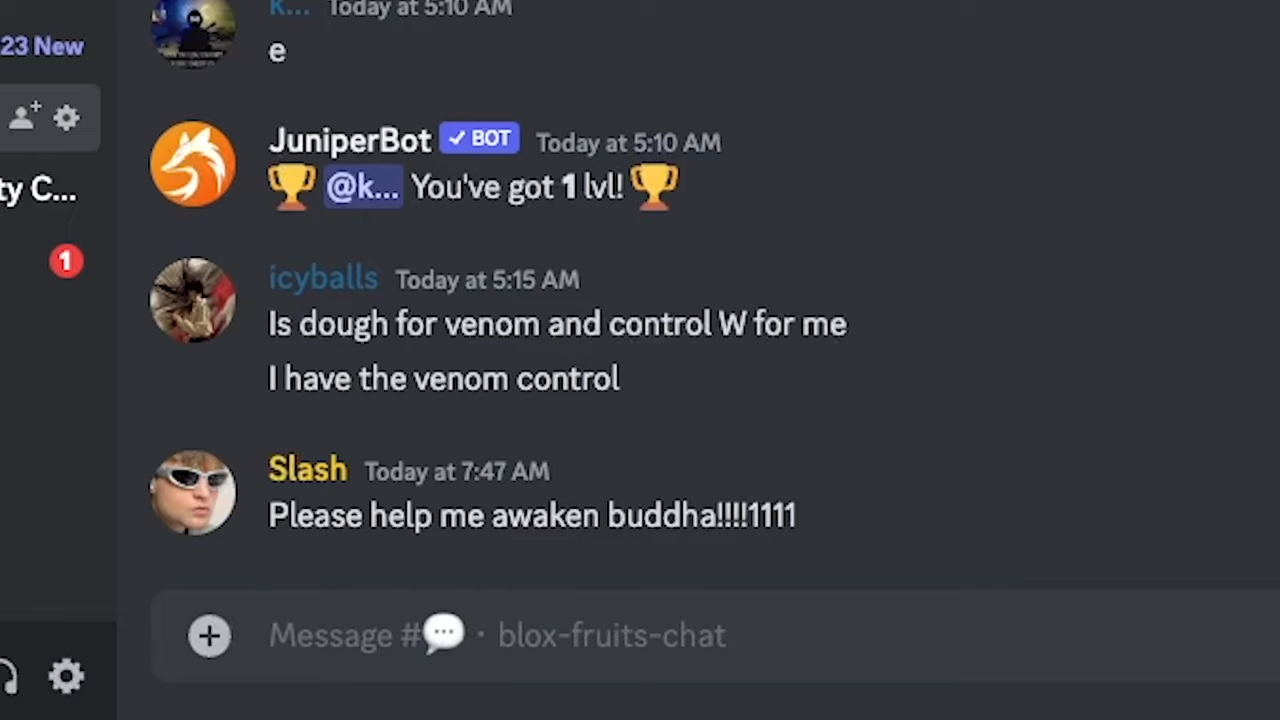 K... Today at 5:10 AM
23 New
e
JuniperBot ✓ BOT Today at 5:10 AM
🏆 @k... You've got 1 lvl! 🏆
ty C...
1
icyballs Today at 5:15 AM
Is dough for venom and control W for me
I have the venom control
Slash Today at 7:47 AM
Please help me awaken buddha!!!!1111
Message #💬 · blox-fruits-chat